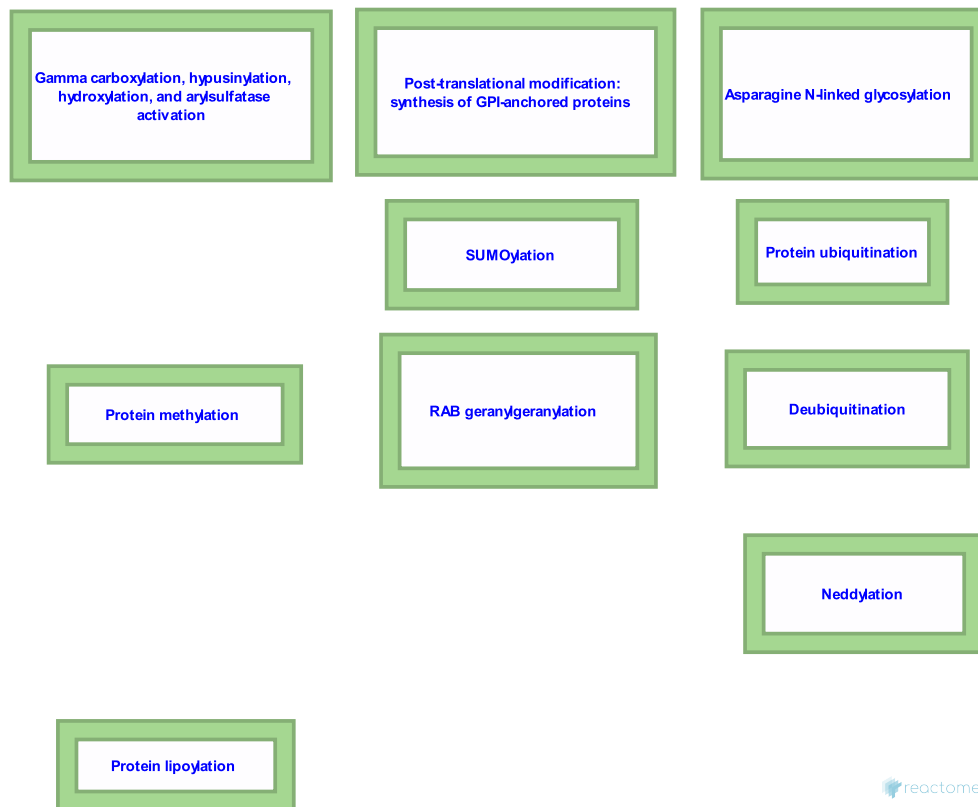 Gamma carboxylation, hypusinylation,
hydroxylation, and arylsulfatase
activation
Post-translational modification:
synthesis of GPI-anchored proteins
Asparagine N-linked glycosylation
SUMOylation
Protein ubiquitination
Protein methylation
RAB geranylgeranylation
Deubiquitination
Neddylation
Protein lipoylation
reactome